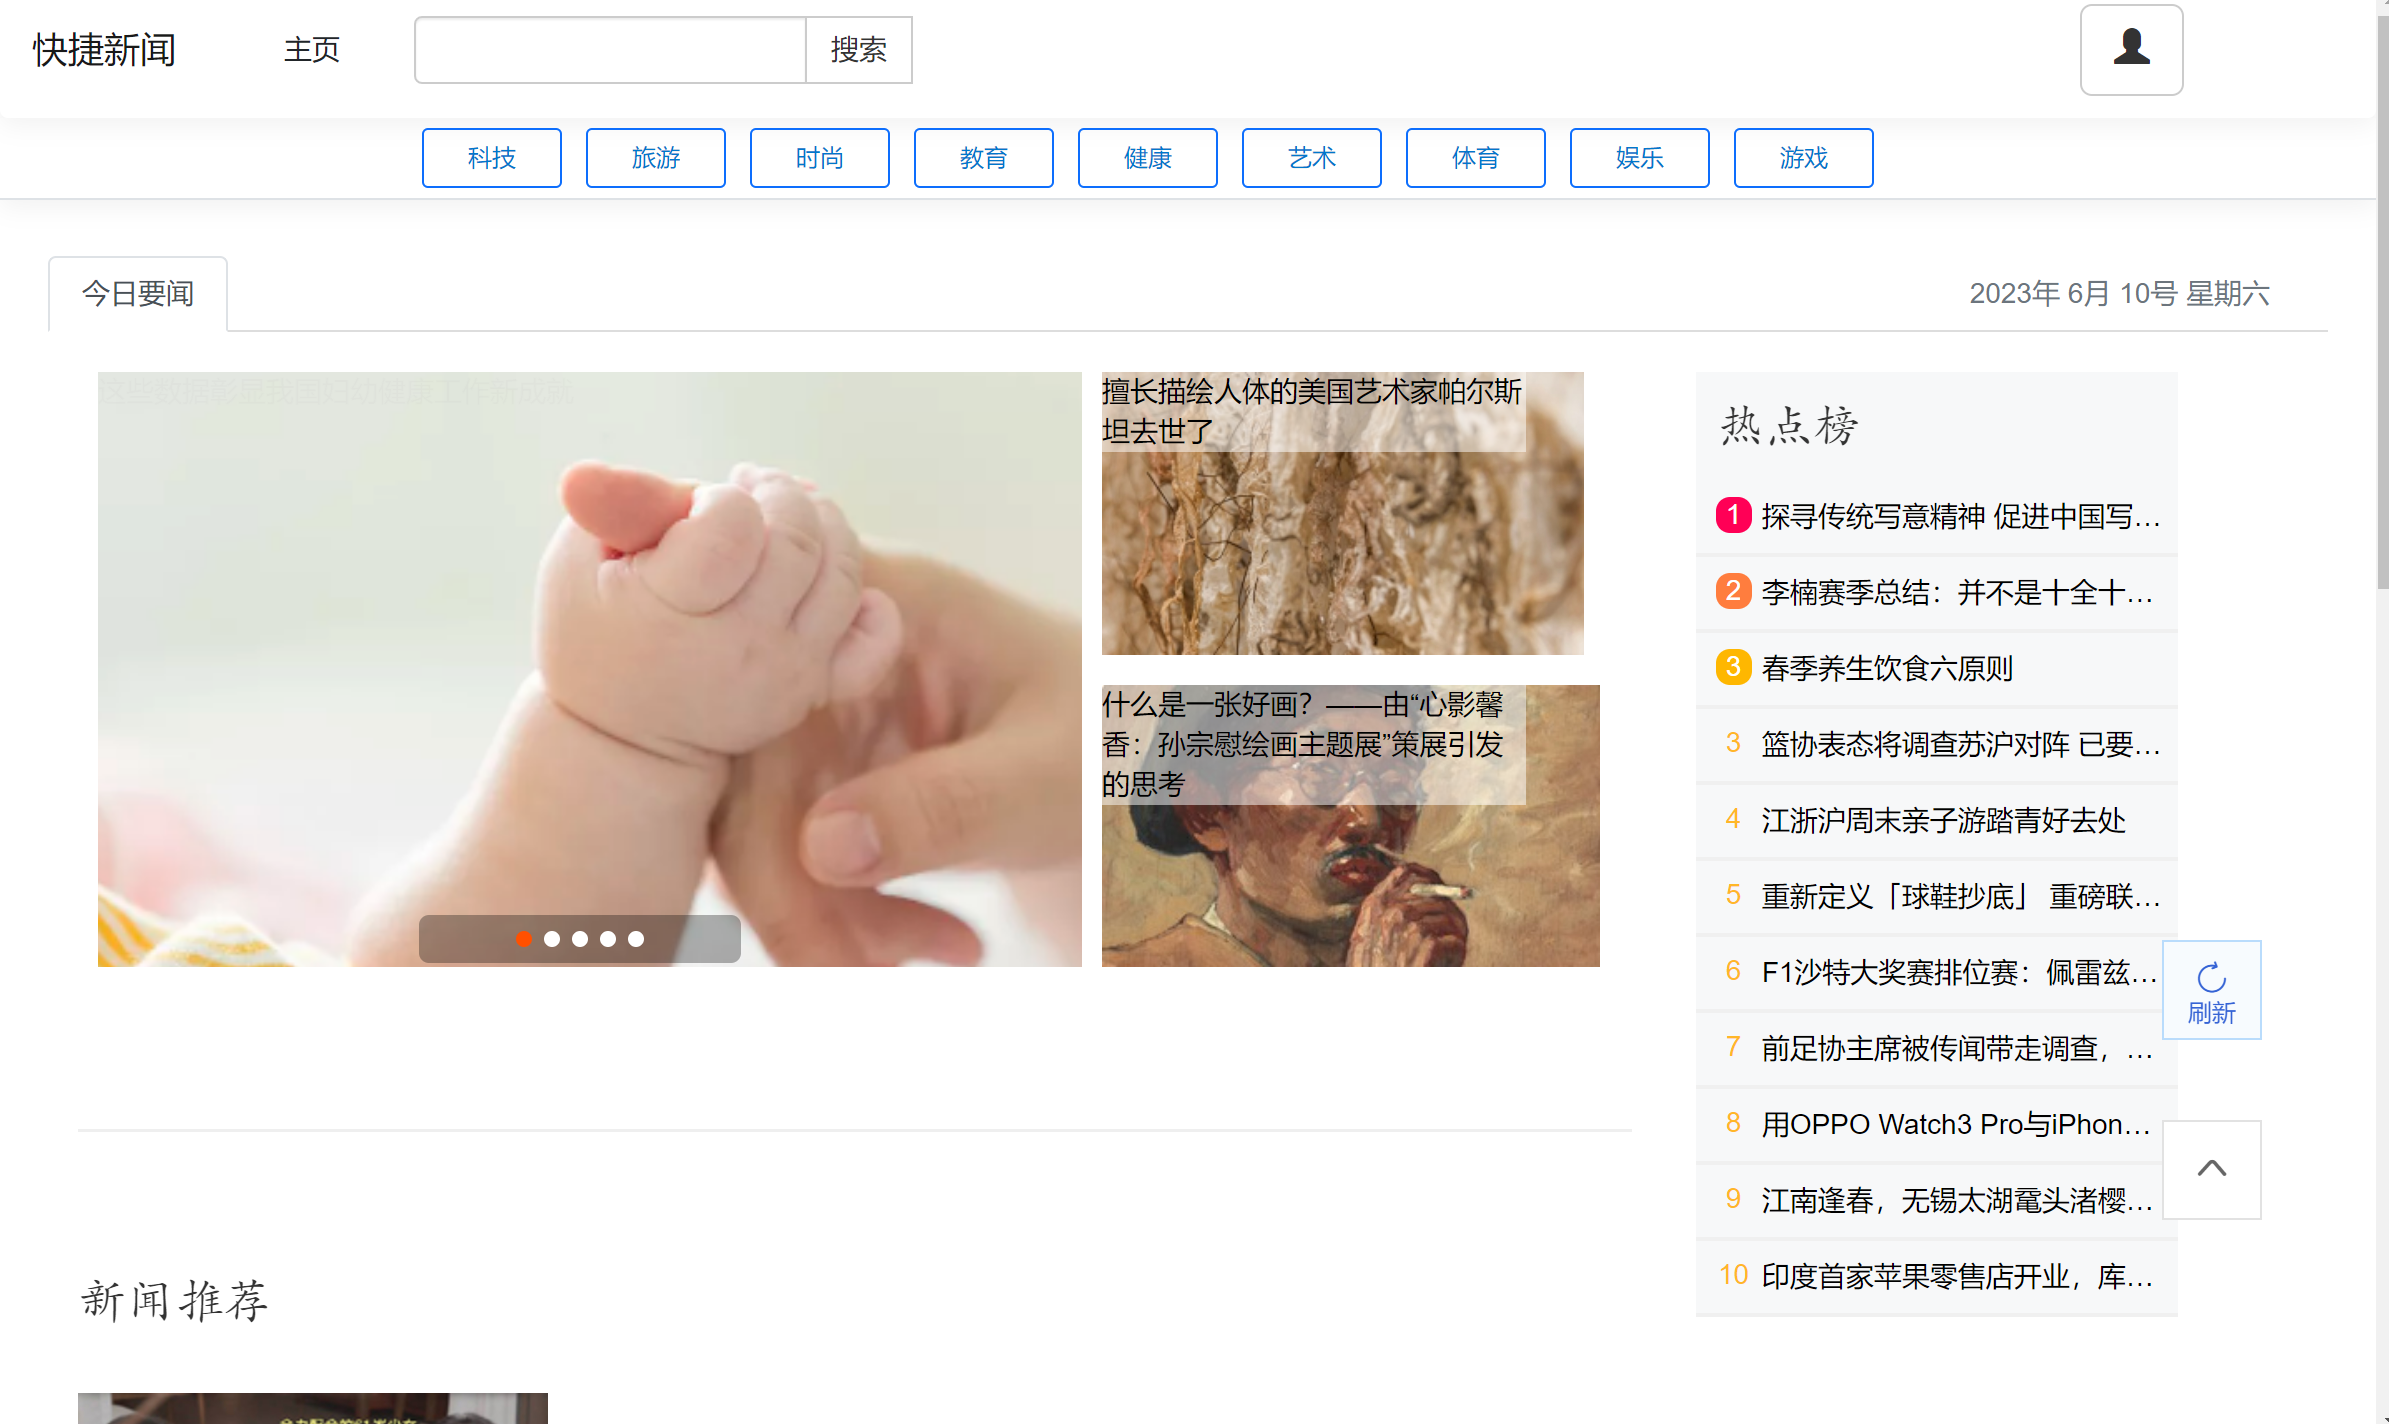 快捷新闻
主页
搜索
科技
旅游
时尚
教育
健康
艺术
体育
娱乐
游戏
今日要闻
2023年 6月 10号 星期六
这些数据彰显我国妇幼健康工作新成就
擅长描绘人体的美国艺术家帕尔斯
坦去世了
什么是一张好画？——由“心影馨
香：孙宗慰绘画主题展”策展引发
的思考
热点榜
1 探寻传统写意精神 促进中国写…
2 李楠赛季总结：并不是十全十…
3 春季养生饮食六原则
3 篮协表态将调查苏沪对阵 已要…
4 江浙沪周末亲子游踏青好去处
5 重新定义「球鞋抄底」 重磅联…
6 F1沙特大奖赛排位赛：佩雷兹…
7 前足协主席被传闻带走调查，…
8 用OPPO Watch3 Pro与iPhon…
9 江南逢春，无锡太湖鼋头渚樱…
10 印度首家苹果零售店开业，库…
刷新
新闻推荐